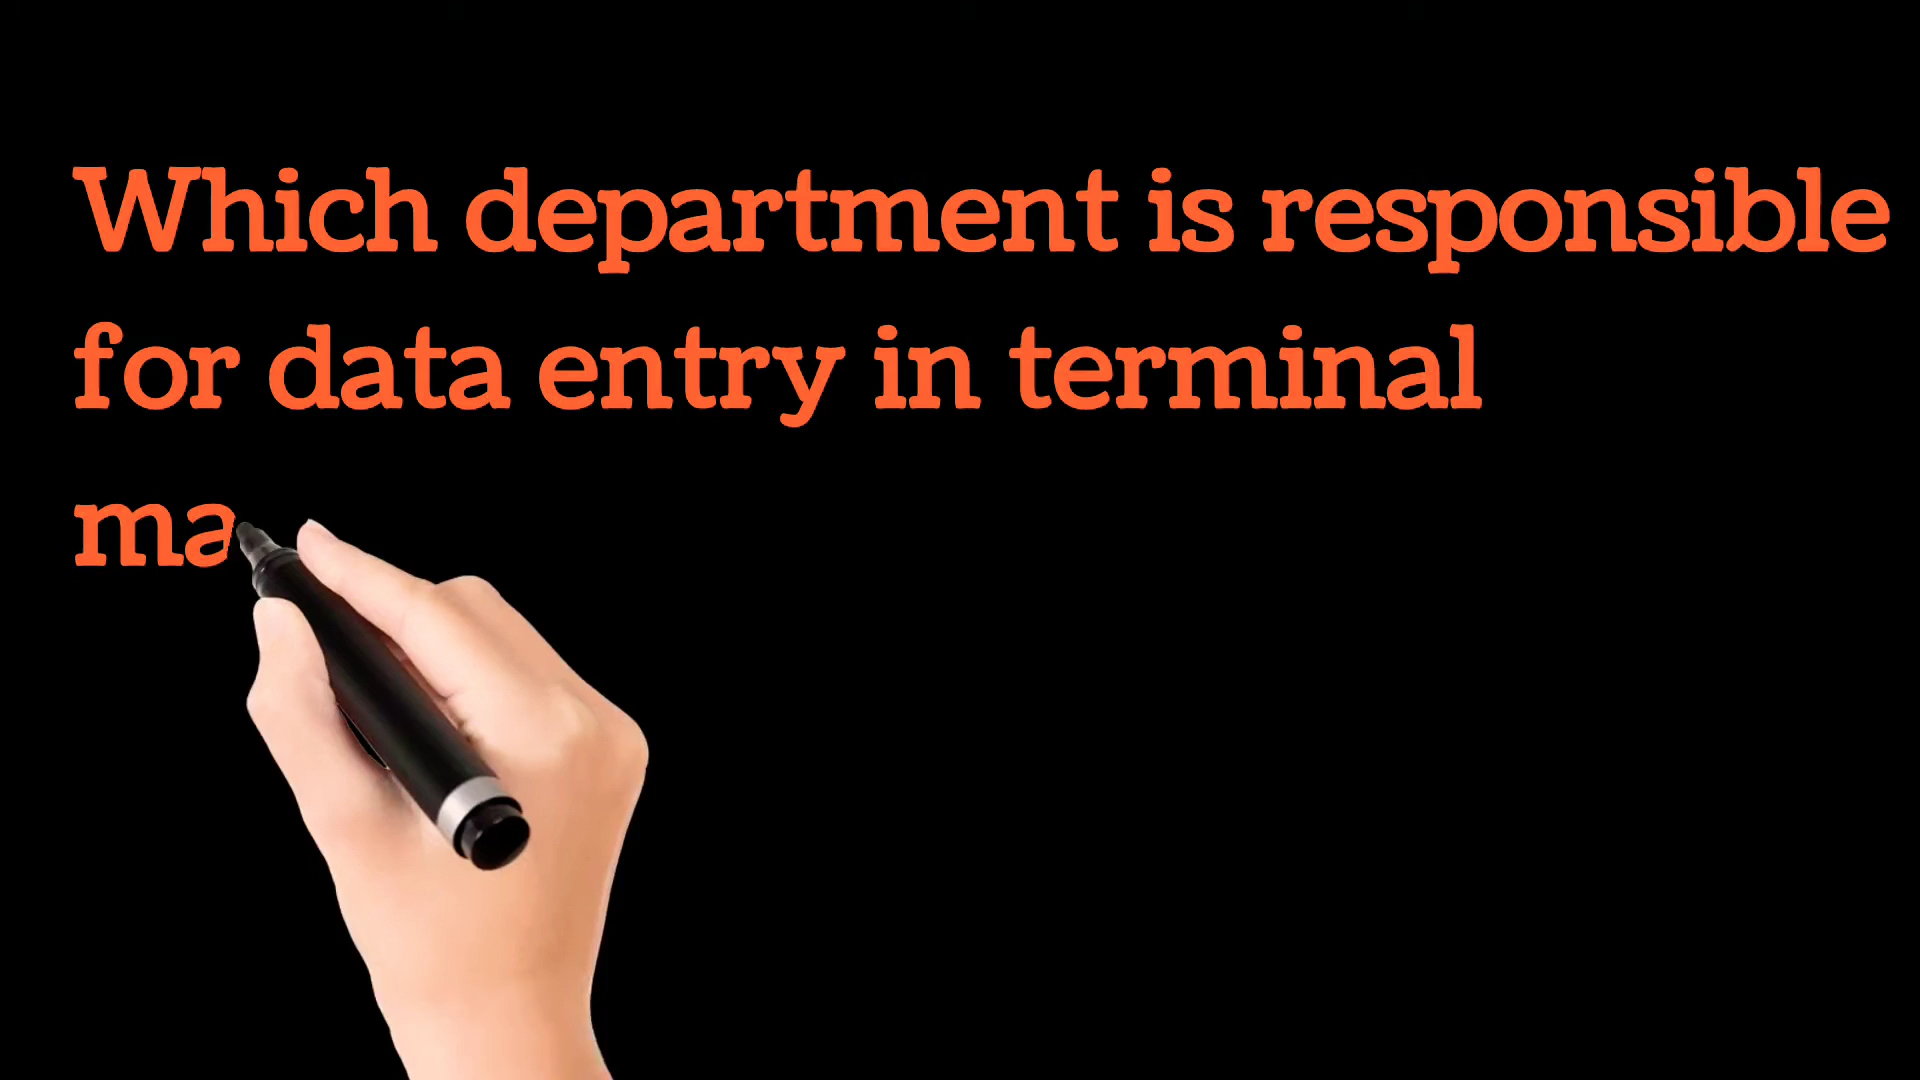 Which department is responsible
for data entry in terminal
ma